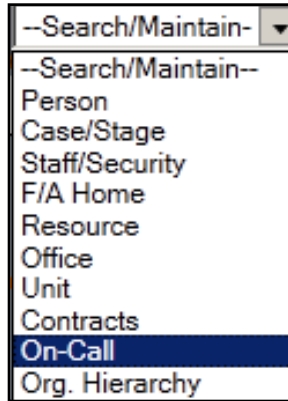 --Search/Maintain-
--Search/Maintain--
Person
Case/Stage
Staff/Security
F/A Home
Resource
Office
Unit
Contracts
On-Call
Org. Hierarchy